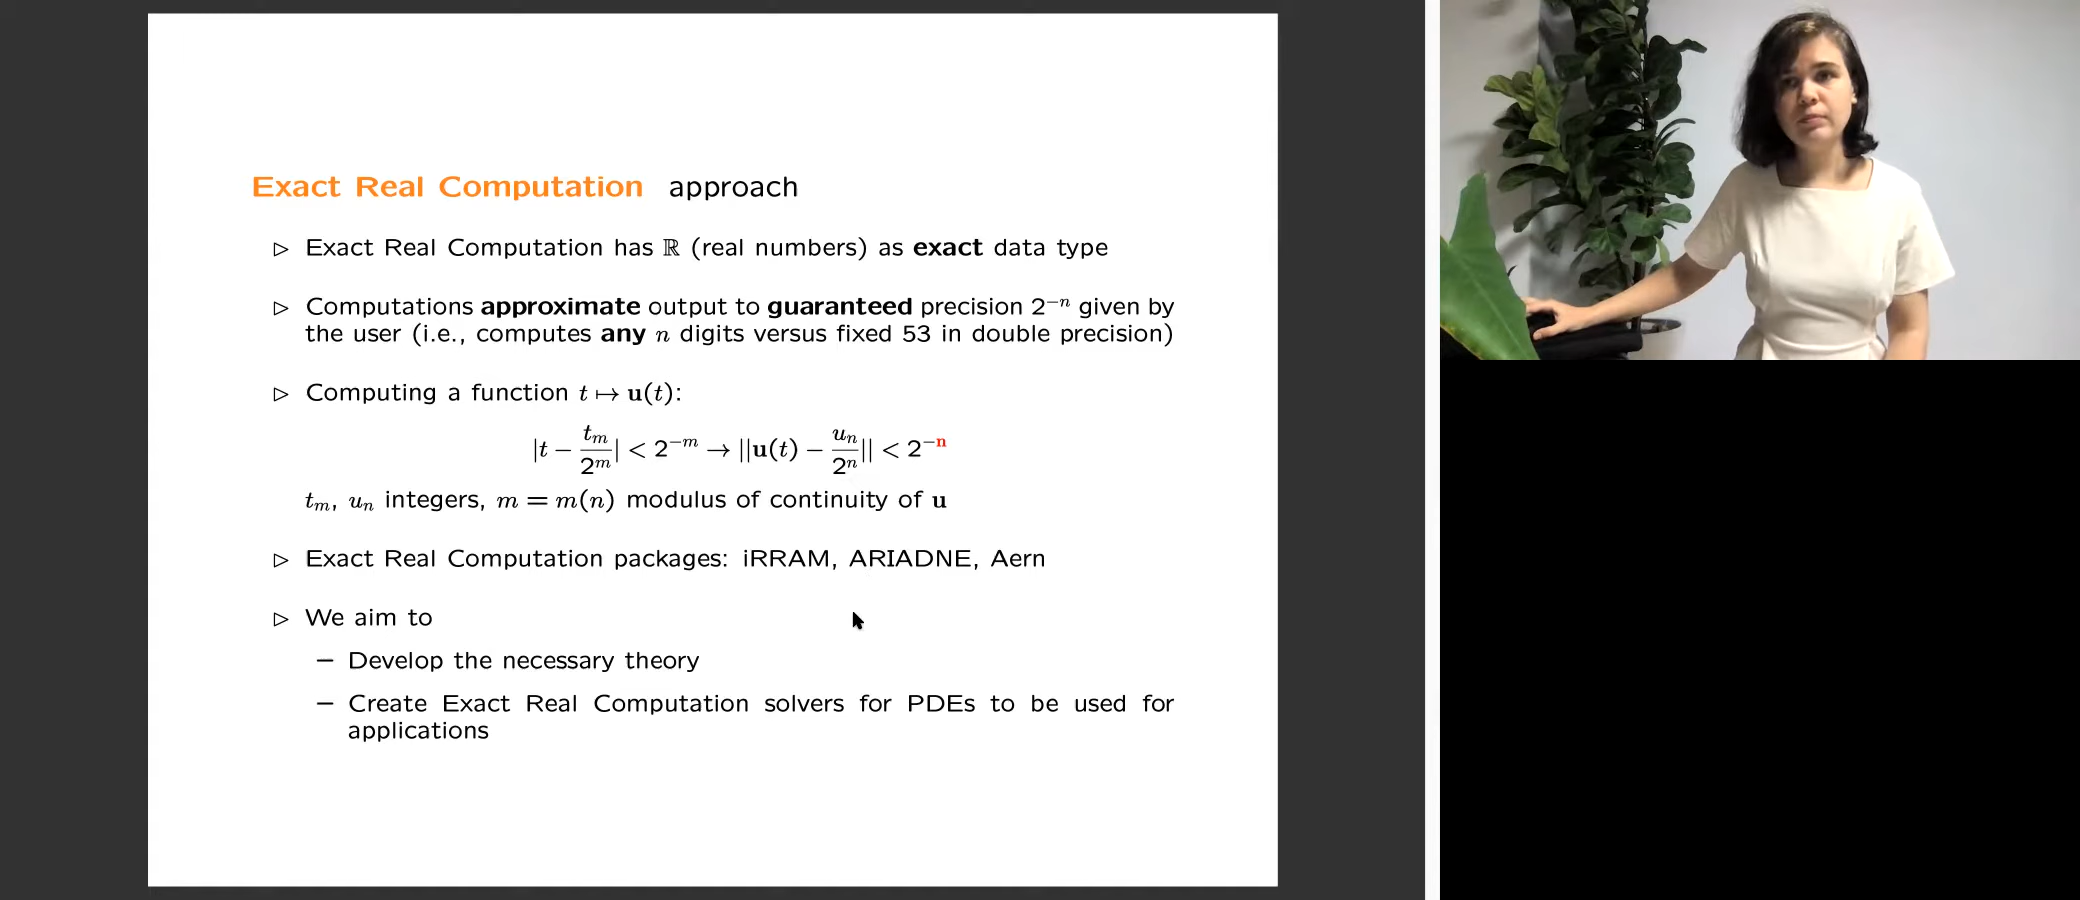 Exact Real Computation approach
▷ Exact Real Computation has ℝ (real numbers) as exact data type
▷ Computations approximate output to guaranteed precision 2⁻ⁿ given by
the user (i.e., computes any n digits versus fixed 53 in double precision)
▷ Computing a function t ↦ u(t):
|t − t_m/2^m| < 2^{−m} → ||u(t) − u_n/2^n|| < 2^{−n}
t_m, u_n integers, m = m(n) modulus of continuity of u
▷ Exact Real Computation packages: iRRAM, ARIADNE, Aern
▷ We aim to
– Develop the necessary theory
– Create Exact Real Computation solvers for PDEs to be used for
applications